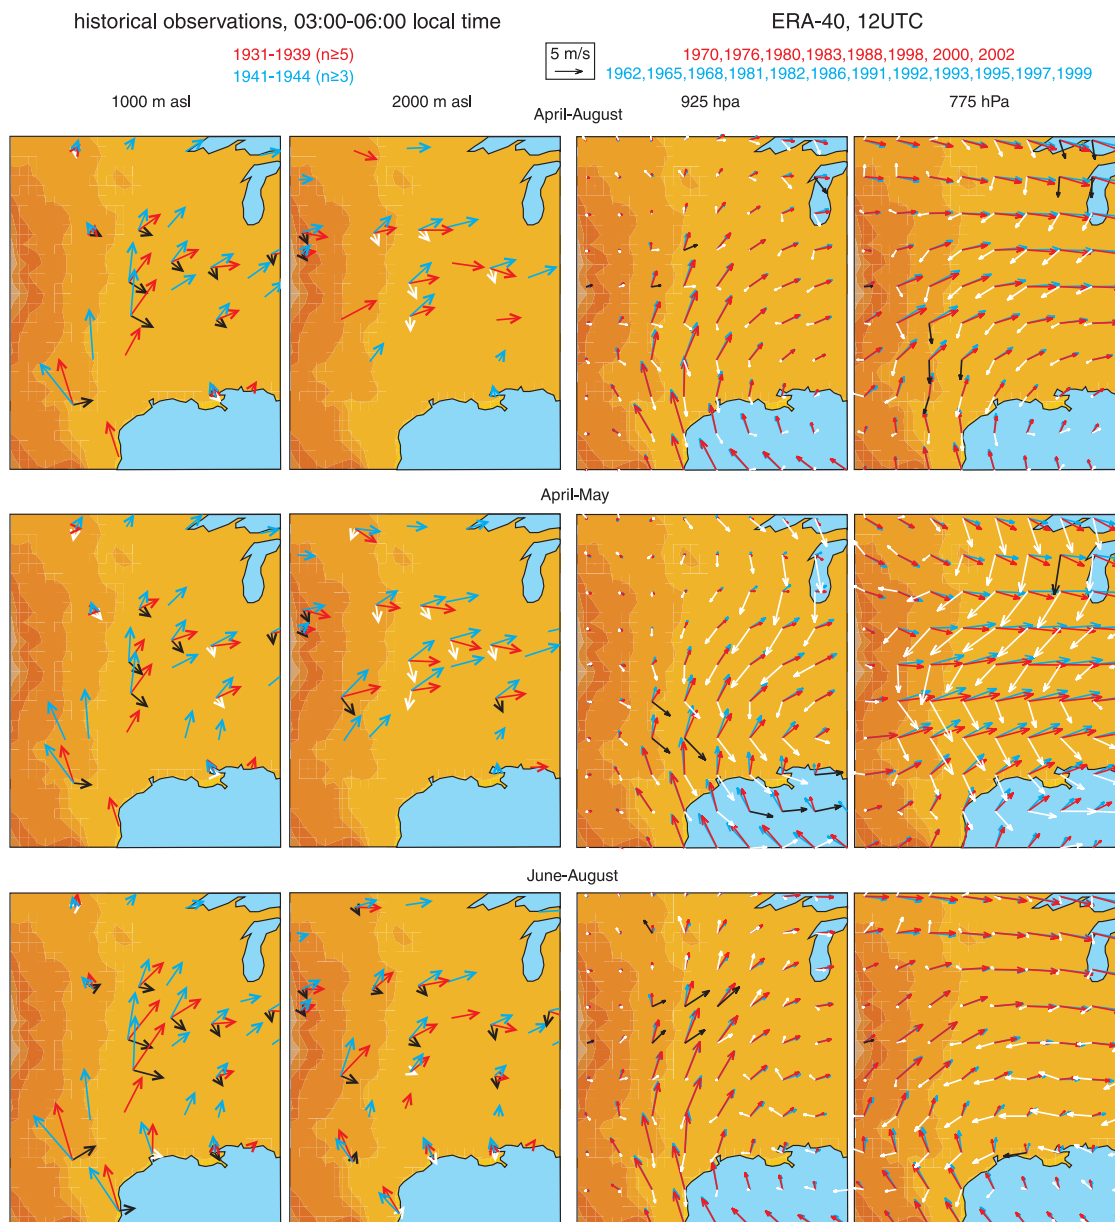 historical observations, 03:00-06:00 local time
ERA-40, 12UTC
1931-1939 (n≥5)
1941-1944 (n≥3)
5 m/s
1970,1976,1980,1983,1988,1998, 2000, 2002
1962,1965,1968,1981,1982,1986,1991,1992,1993,1995,1997,1999
1000 m asl
2000 m asl
925 hpa
775 hPa
April-August
April-May
June-August